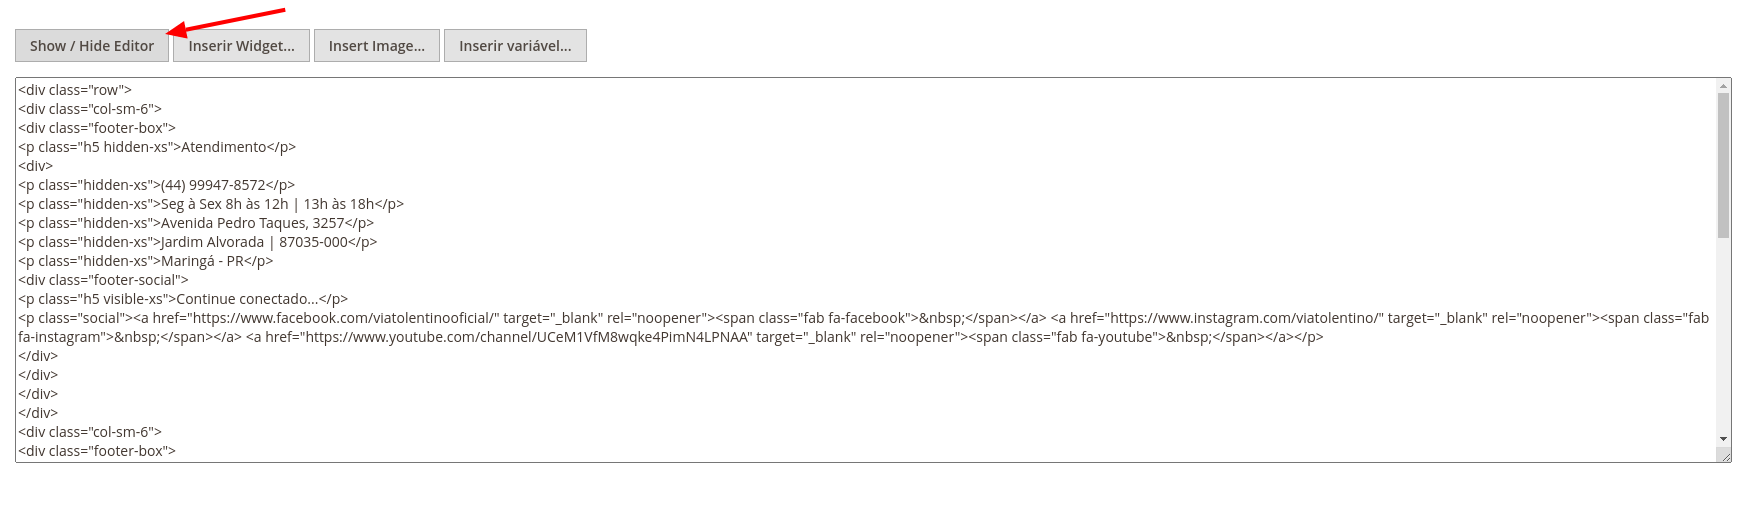 Show / Hide Editor Inserir Widget... Insert Image... Inserir variável...
<div class="row">
<div class="col-sm-6">
<div class="footer-box">
<p class="h5 hidden-xs">Atendimento</p>
<div>
<p class="hidden-xs">(44) 99947-8572</p>
<p class="hidden-xs">Seg à Sex 8h às 12h | 13h às 18h</p>
<p class="hidden-xs">Avenida Pedro Taques, 3257</p>
<p class="hidden-xs">Jardim Alvorada | 87035-000</p>
<p class="hidden-xs">Maringá - PR</p>
<div class="footer-social">
<p class="h5 visible-xs">Continue conectado...</p>
<p class="social"><a href="https://www.facebook.com/viatolentinooficial/" target="_blank" rel="noopener"><span class="fab fa-facebook">&nbsp;</span></a> <a href="https://www.instagram.com/viatolentino/" target="_blank" rel="noopener"><span class="fab
fa-instagram">&nbsp;</span></a> <a href="https://www.youtube.com/channel/UCeM1VfM8wqke4PimN4LPNAA" target="_blank" rel="noopener"><span class="fab fa-youtube">&nbsp;</span></a></p>
</div>
</div>
</div>
</div>
<div class="col-sm-6">
<div class="footer-box">